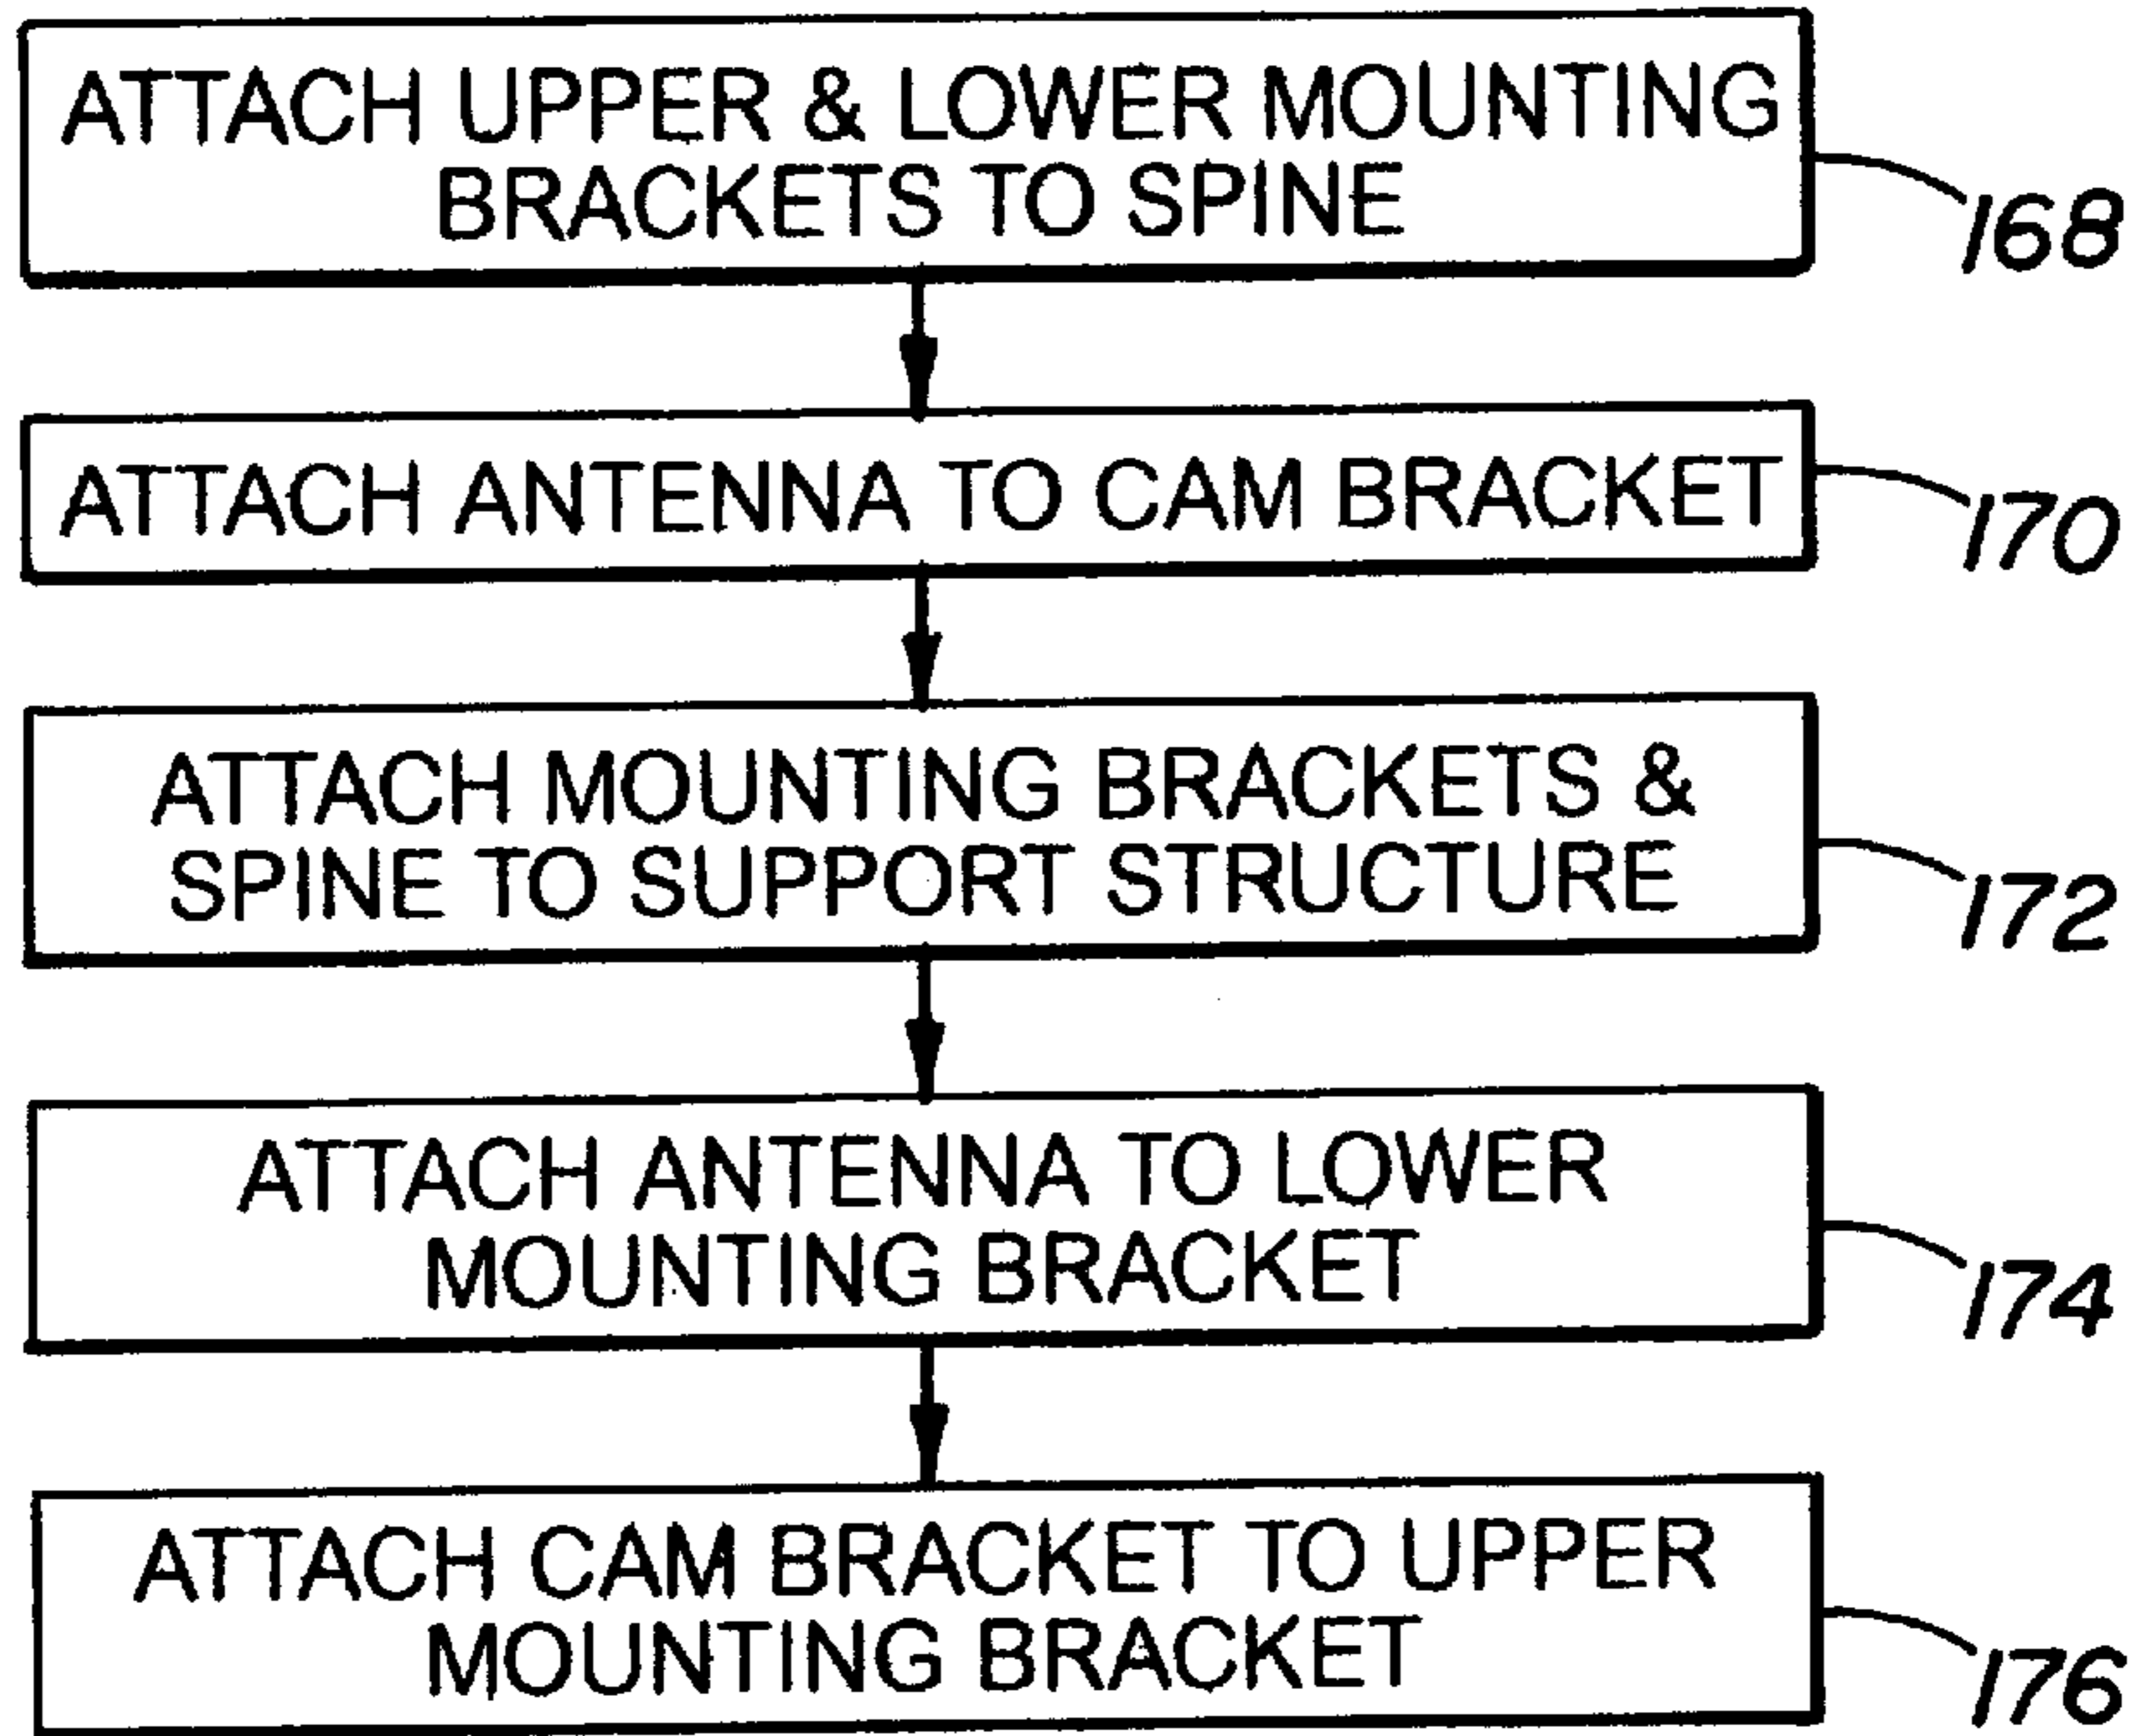 ATTACH UPPER & LOWER MOUNTING
BRACKETS TO SPINE
168
ATTACH ANTENNA TO CAM BRACKET
170
ATTACH MOUNTING BRACKETS &
SPINE TO SUPPORT STRUCTURE
172
ATTACH ANTENNA TO LOWER
MOUNTING BRACKET
174
ATTACH CAM BRACKET TO UPPER
MOUNTING BRACKET
176